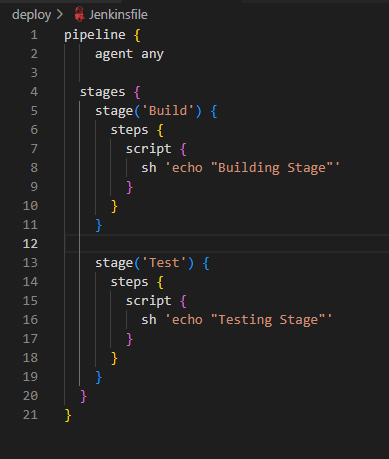 deploy > Jenkinsfile
1 pipeline {
2     agent any
3
4   stages {
5     stage('Build') {
6       steps {
7         script {
8           sh 'echo "Building Stage"'
9         }
10       }
11     }
12
13     stage('Test') {
14       steps {
15         script {
16           sh 'echo "Testing Stage"'
17         }
18       }
19     }
20   }
21 }